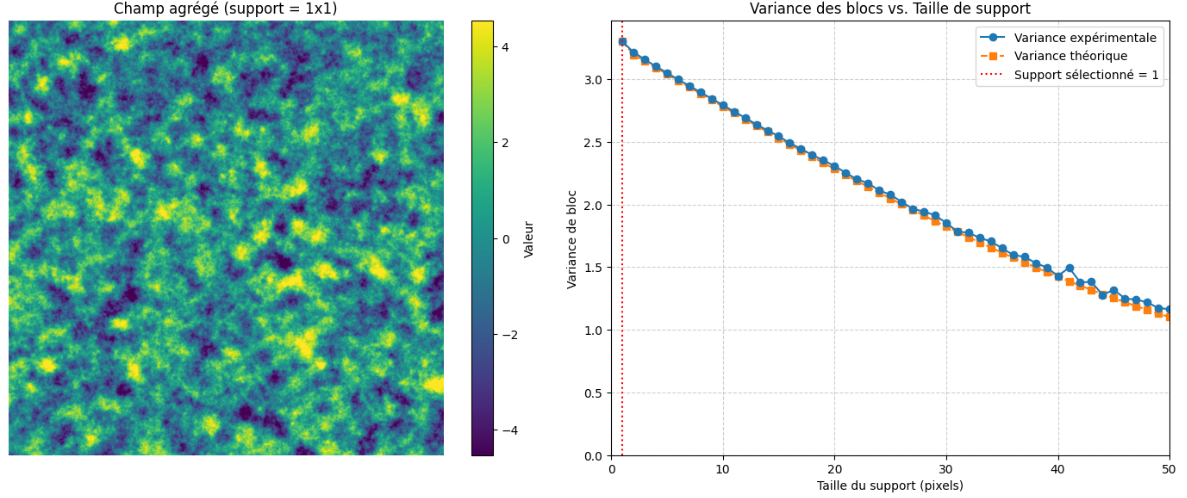 Champ agrégé (support = 1x1)
4
2
0
−2
−4
Valeur
Variance des blocs vs. Taille de support
Variance expérimentale
Variance théorique
Support sélectionné = 1
Variance de bloc
3.0
2.5
2.0
1.5
1.0
0.5
0.0
0
10
20
30
40
50
Taille du support (pixels)